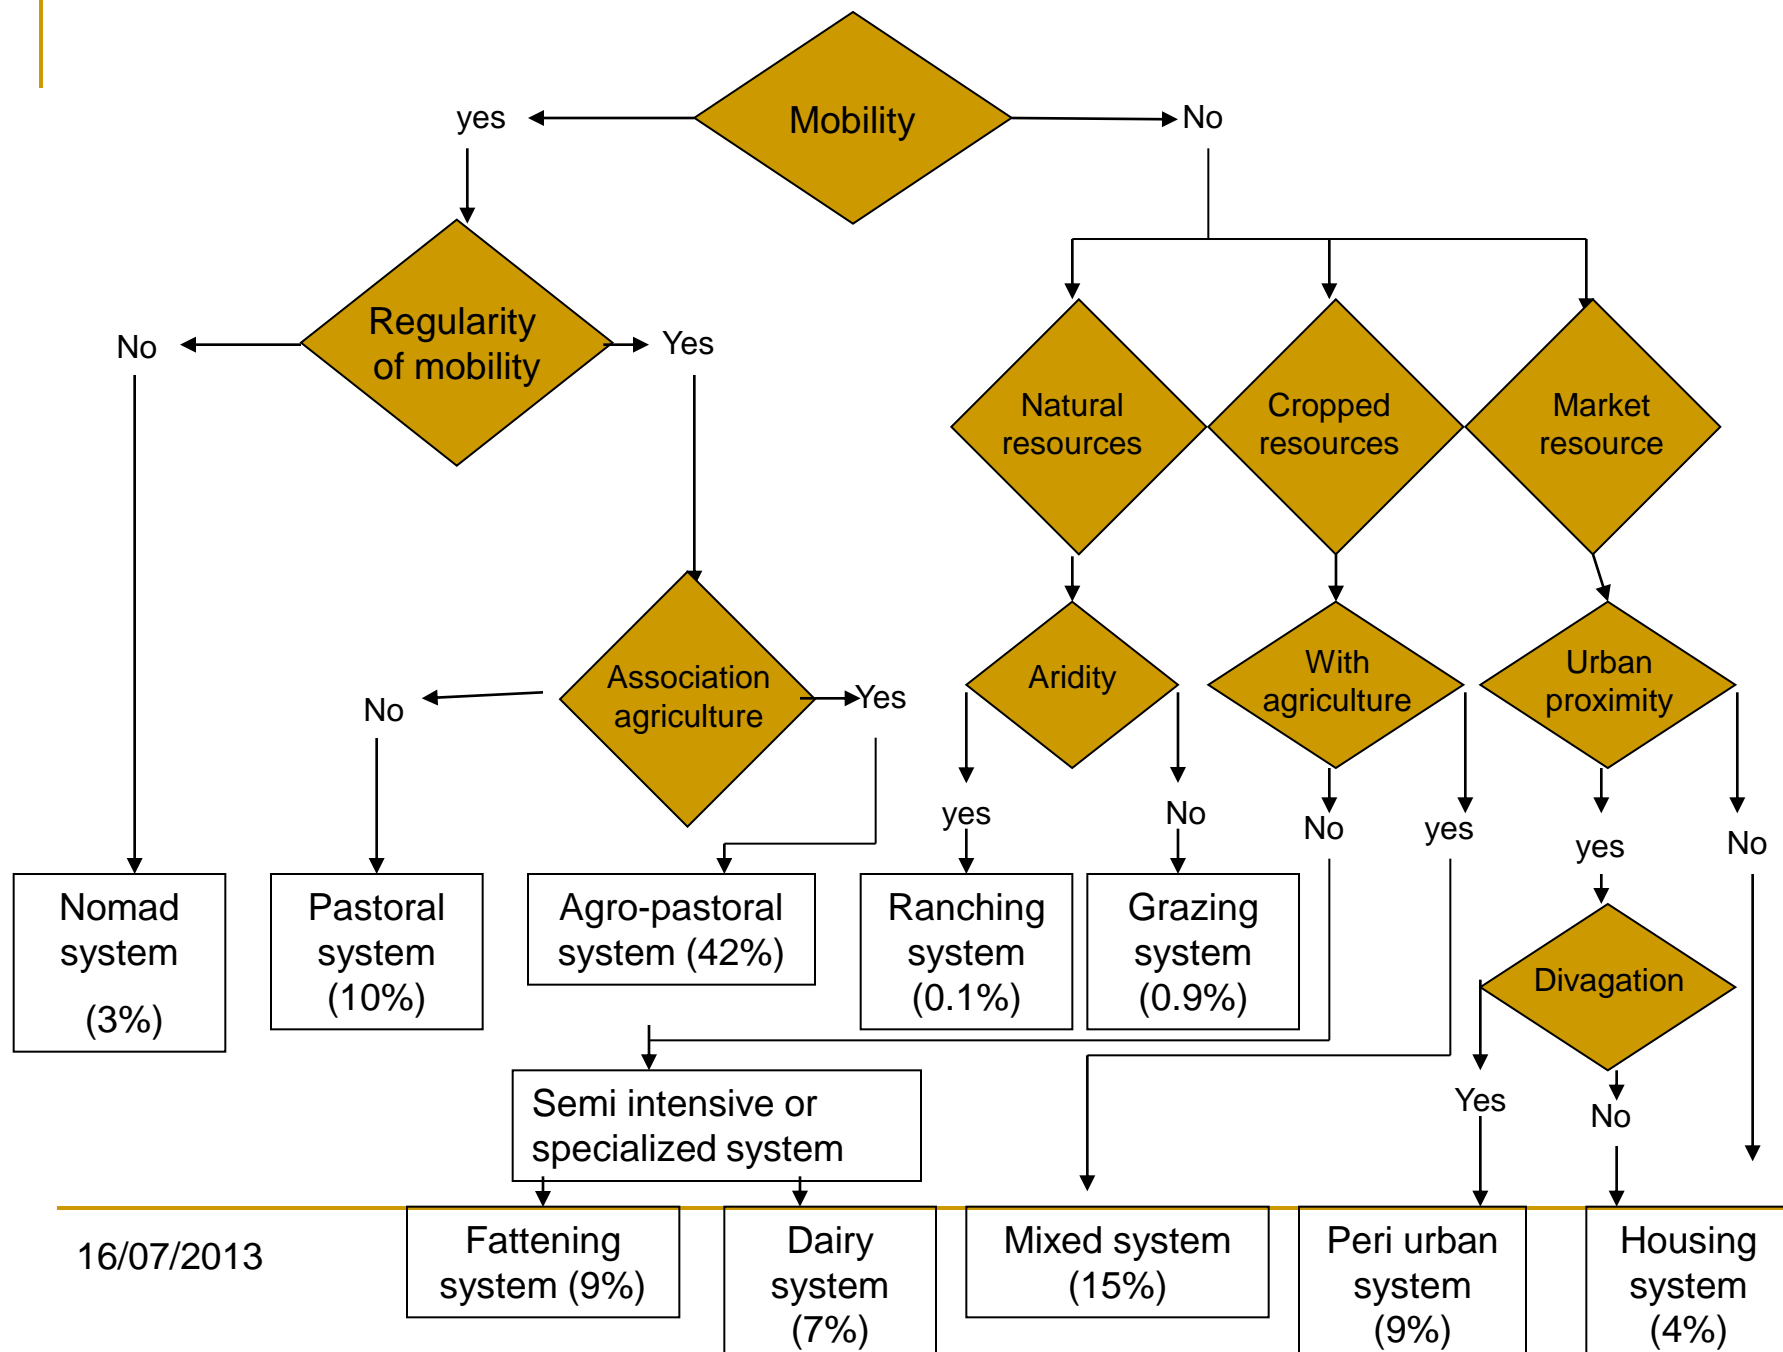 Mobility
yes
No
Regularity
of mobility
No
Yes
Natural
resources
Cropped
resources
Market
resource
Association
agriculture
No
Yes
Aridity
With
agriculture
Urban
proximity
yes
No
No
yes
yes
No
Nomad
system
(3%)
Pastoral
system
(10%)
Agro-pastoral
system (42%)
Ranching
system
(0.1%)
Grazing
system
(0.9%)
Divagation
Semi intensive or
specialized system
Yes
No
16/07/2013
Fattening
system (9%)
Dairy
system
(7%)
Mixed system
(15%)
Peri urban
system
(9%)
Housing
system
(4%)